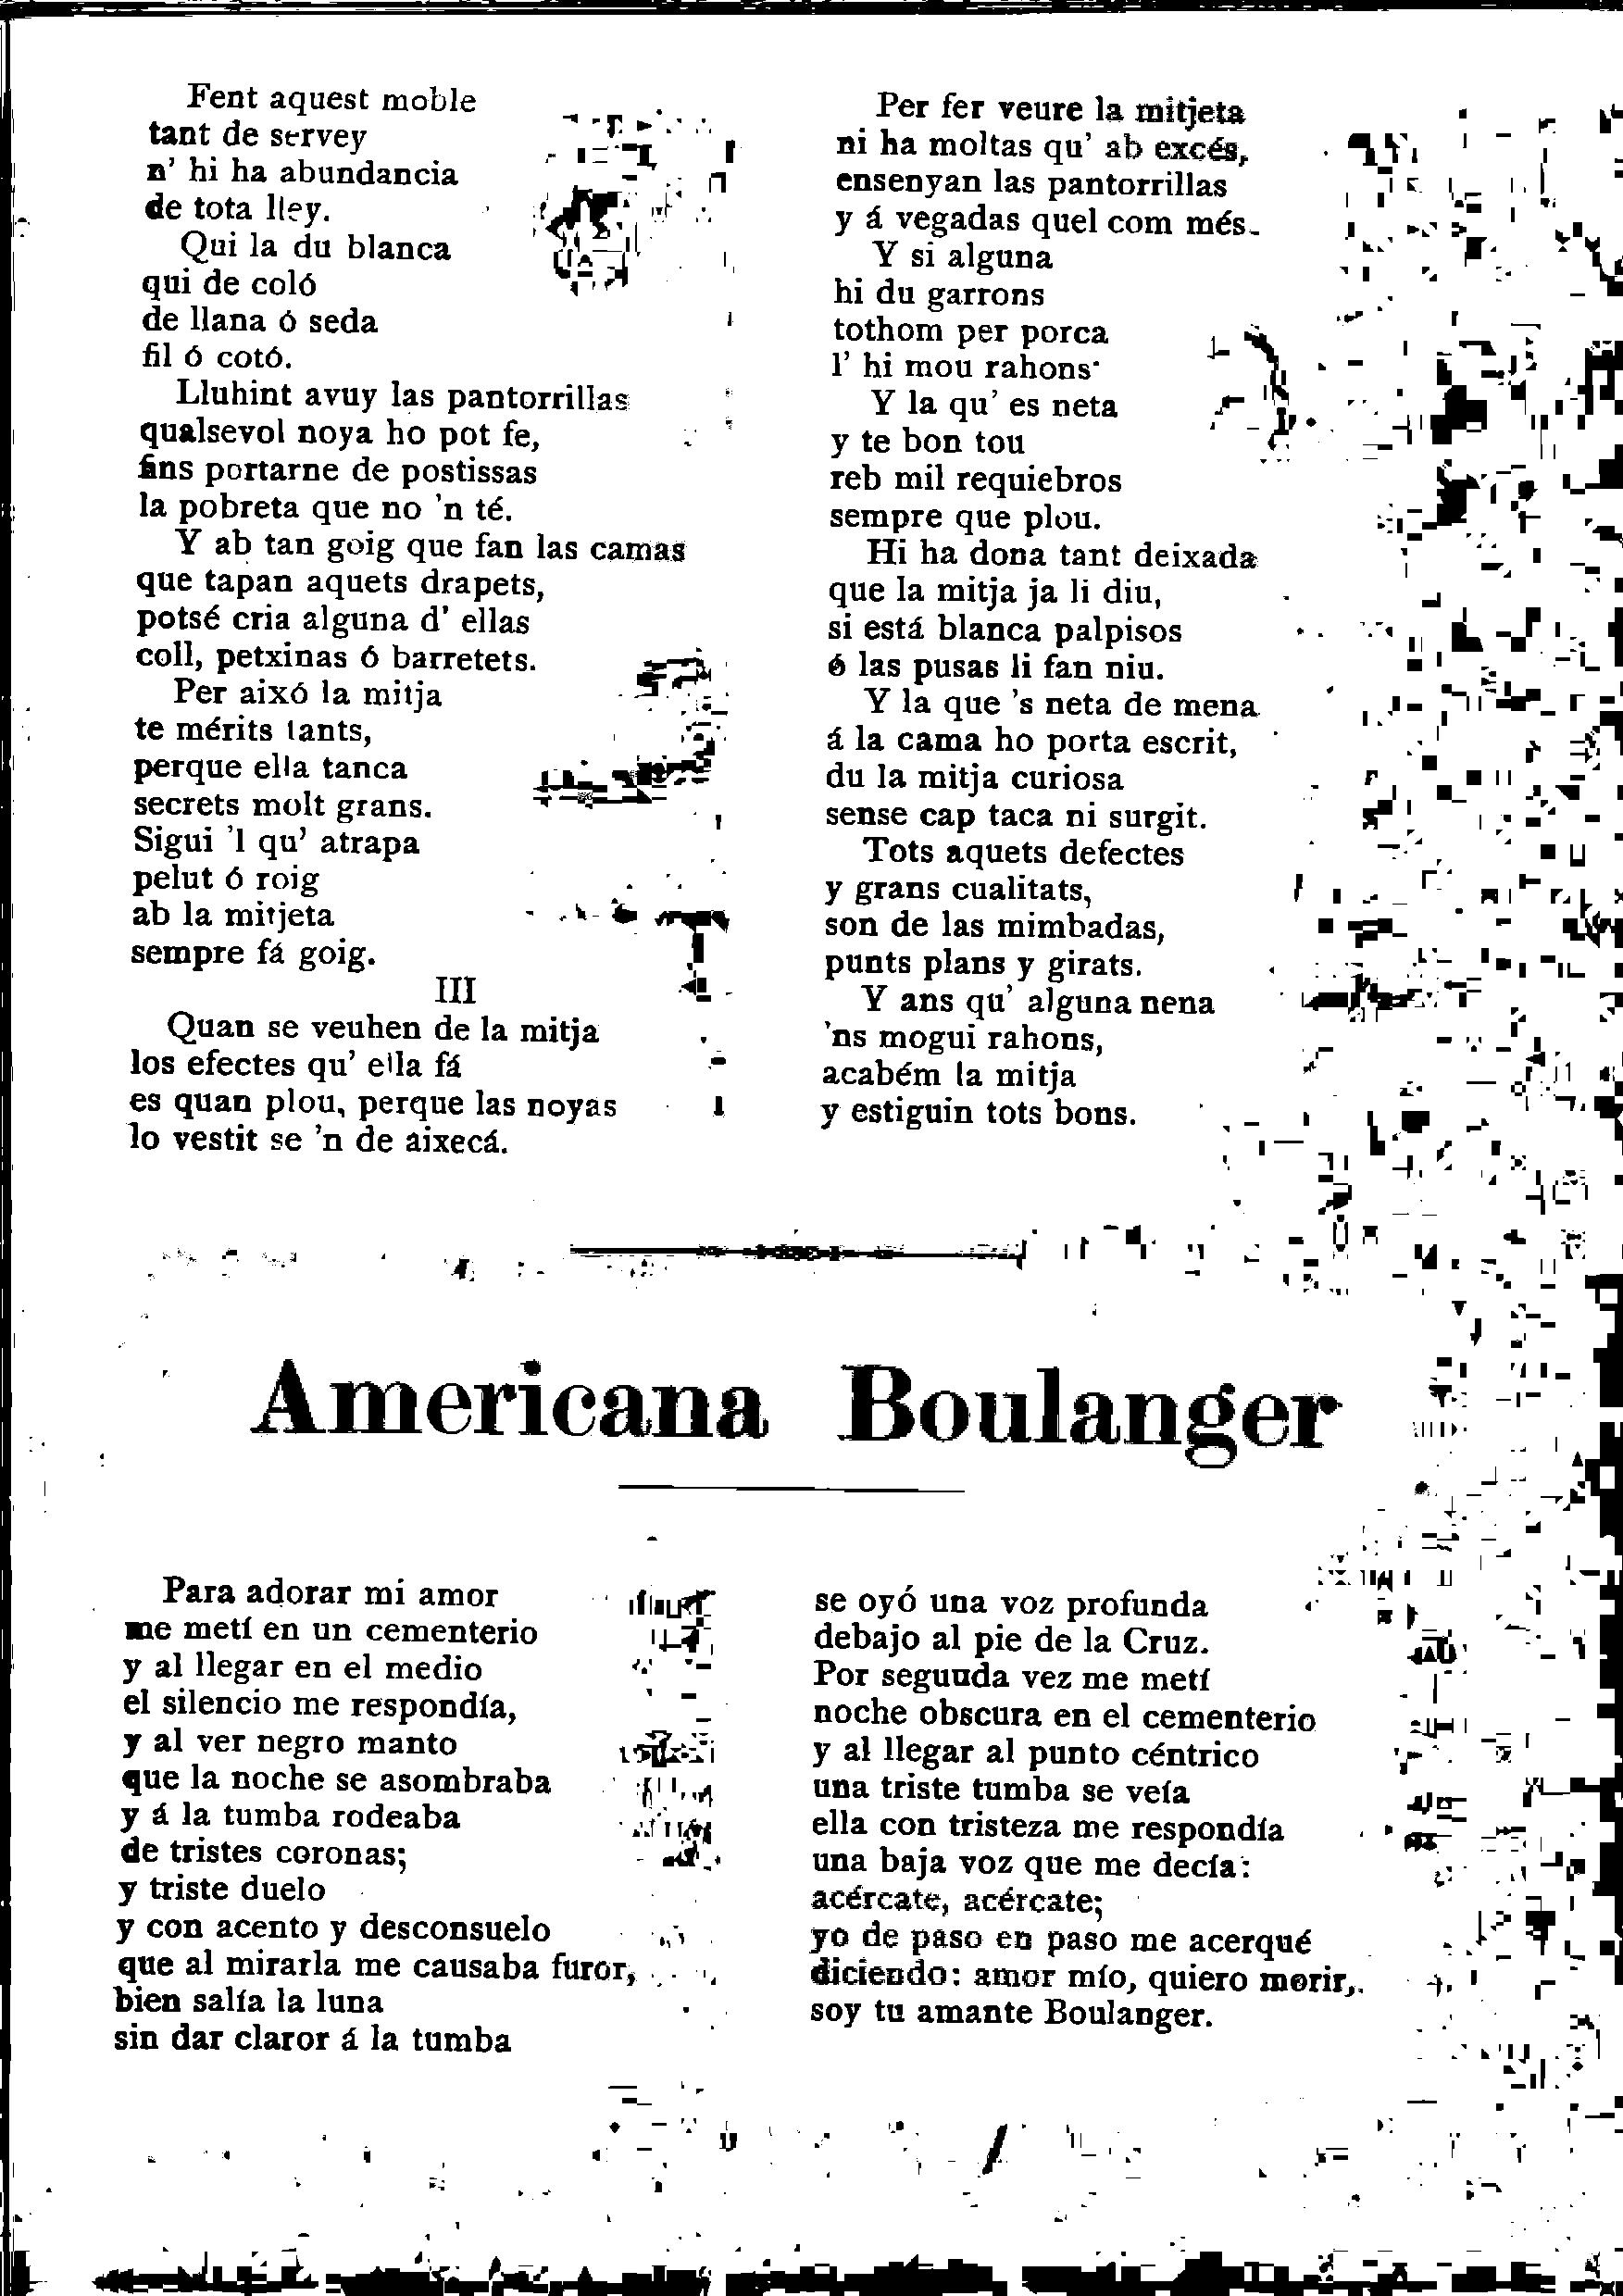 Fent aquest moble
tant de servey
n' hi ha abundancia
de tota lley.
Qui la du blanca
qui de coló
de llana ó seda
fil ó cotó.
Lluhint avuy las pantorrillas
qualsevol noya ho pot fe,
fins portarne de postissas
la pobreta que no 'n té.
Y ab tan goig que fan las camas
que tapan aquets drapets,
potsé cria alguna d' ellas
coll, petxinas ó barretets.
Per aixó la mitja
te mérits tants,
perque ella tanca
secrets molt grans.
Sigui 'l qu' atrapa
pelut ó roig
ab la mitjeta
sempre fá goig.
III
Quan se veuhen de la mitja
los efectes qu' ella fá
es quan plou, perque las noyas
lo vestit se 'n de aixecá.
Per fer veure la mitjeta
ni ha moltas qu' ab excés,
ensenyan las pantorrillas
y á vegadas quel com més.
Y si alguna
hi du garrons
tothom per porca
l' hi mou rahons
Y la qu' es neta
y te bon tou
reb mil requiebros
sempre que plou.
Hi ha dona tant deixada
que la mitja ja li diu,
si está blanca palpisos
ó las pusas li fan niu.
Y la que 's neta de mena
á la cama ho porta escrit,
du la mitja curiosa
sense cap taca ni surgit.
Tots aquets defectes
y grans cualitats,
son de las mimbadas,
punts plans y girats.
Y ans qu' alguna nena
'ns mogui rahons,
acabém la mitja
y estiguin tots bons.
Americana Boulanger
Para adorar mi amor
me metí en un cementerio
y al llegar en el medio
el silencio me respondía,
y al ver negro manto
que la noche se asombraba
y á la tumba rodeaba
de tristes coronas;
y triste duelo
y con acento y desconsuelo
que al mirarla me causaba furor,
bien salía la luna
sin dar claror á la tumba
se oyó una voz profunda
debajo al pie de la Cruz.
Por seguuda vez me metí
noche obscura en el cementerio
y al llegar al punto céntrico
una triste tumba se veía
ella con tristeza me respondía
una baja voz que me decía:
acércate, acércate;
yo de paso en paso me acerqué
diciendo: amor mío, quiero morir,
soy tu amante Boulanger.